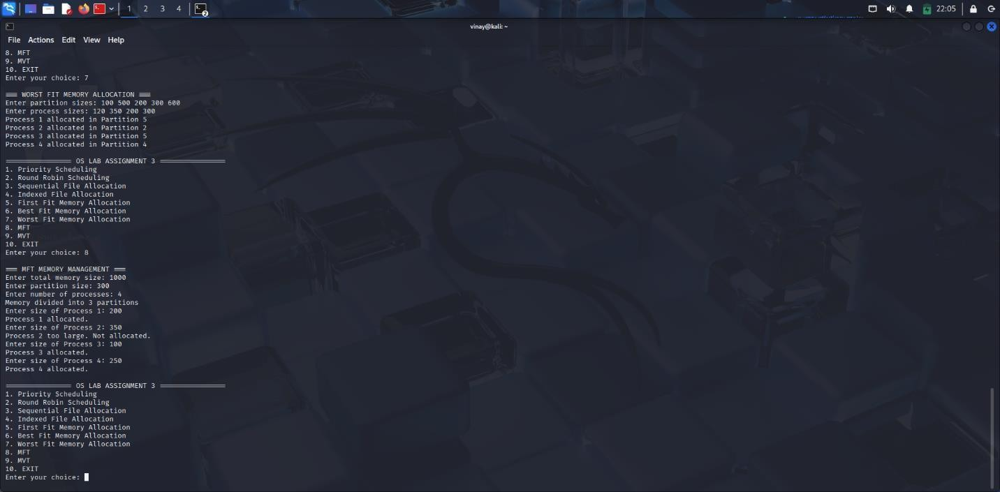 1 2 3 4 22:05
vinay@kali: ~
File Actions Edit View Help
8. MFT
9. MVT
10. EXIT
Enter your choice: 7
=== WORST FIT MEMORY ALLOCATION ===
Enter partition sizes: 100 500 200 300 600
Enter process sizes: 120 350 200 300
Process 1 allocated in Partition 5
Process 2 allocated in Partition 2
Process 3 allocated in Partition 5
Process 4 allocated in Partition 4
================ OS LAB ASSIGNMENT 3 ================
1. Priority Scheduling
2. Round Robin Scheduling
3. Sequential File Allocation
4. Indexed File Allocation
5. First Fit Memory Allocation
6. Best Fit Memory Allocation
7. Worst Fit Memory Allocation
8. MFT
9. MVT
10. EXIT
Enter your choice: 8
=== MFT MEMORY MANAGEMENT ===
Enter total memory size: 1000
Enter partition size: 300
Enter number of processes: 4
Memory divided into 3 partitions
Enter size of Process 1: 200
Process 1 allocated.
Enter size of Process 2: 350
Process 2 too large. Not allocated.
Enter size of Process 3: 100
Process 3 allocated.
Enter size of Process 4: 250
Process 4 allocated.
================ OS LAB ASSIGNMENT 3 ================
1. Priority Scheduling
2. Round Robin Scheduling
3. Sequential File Allocation
4. Indexed File Allocation
5. First Fit Memory Allocation
6. Best Fit Memory Allocation
7. Worst Fit Memory Allocation
8. MFT
9. MVT
10. EXIT
Enter your choice: